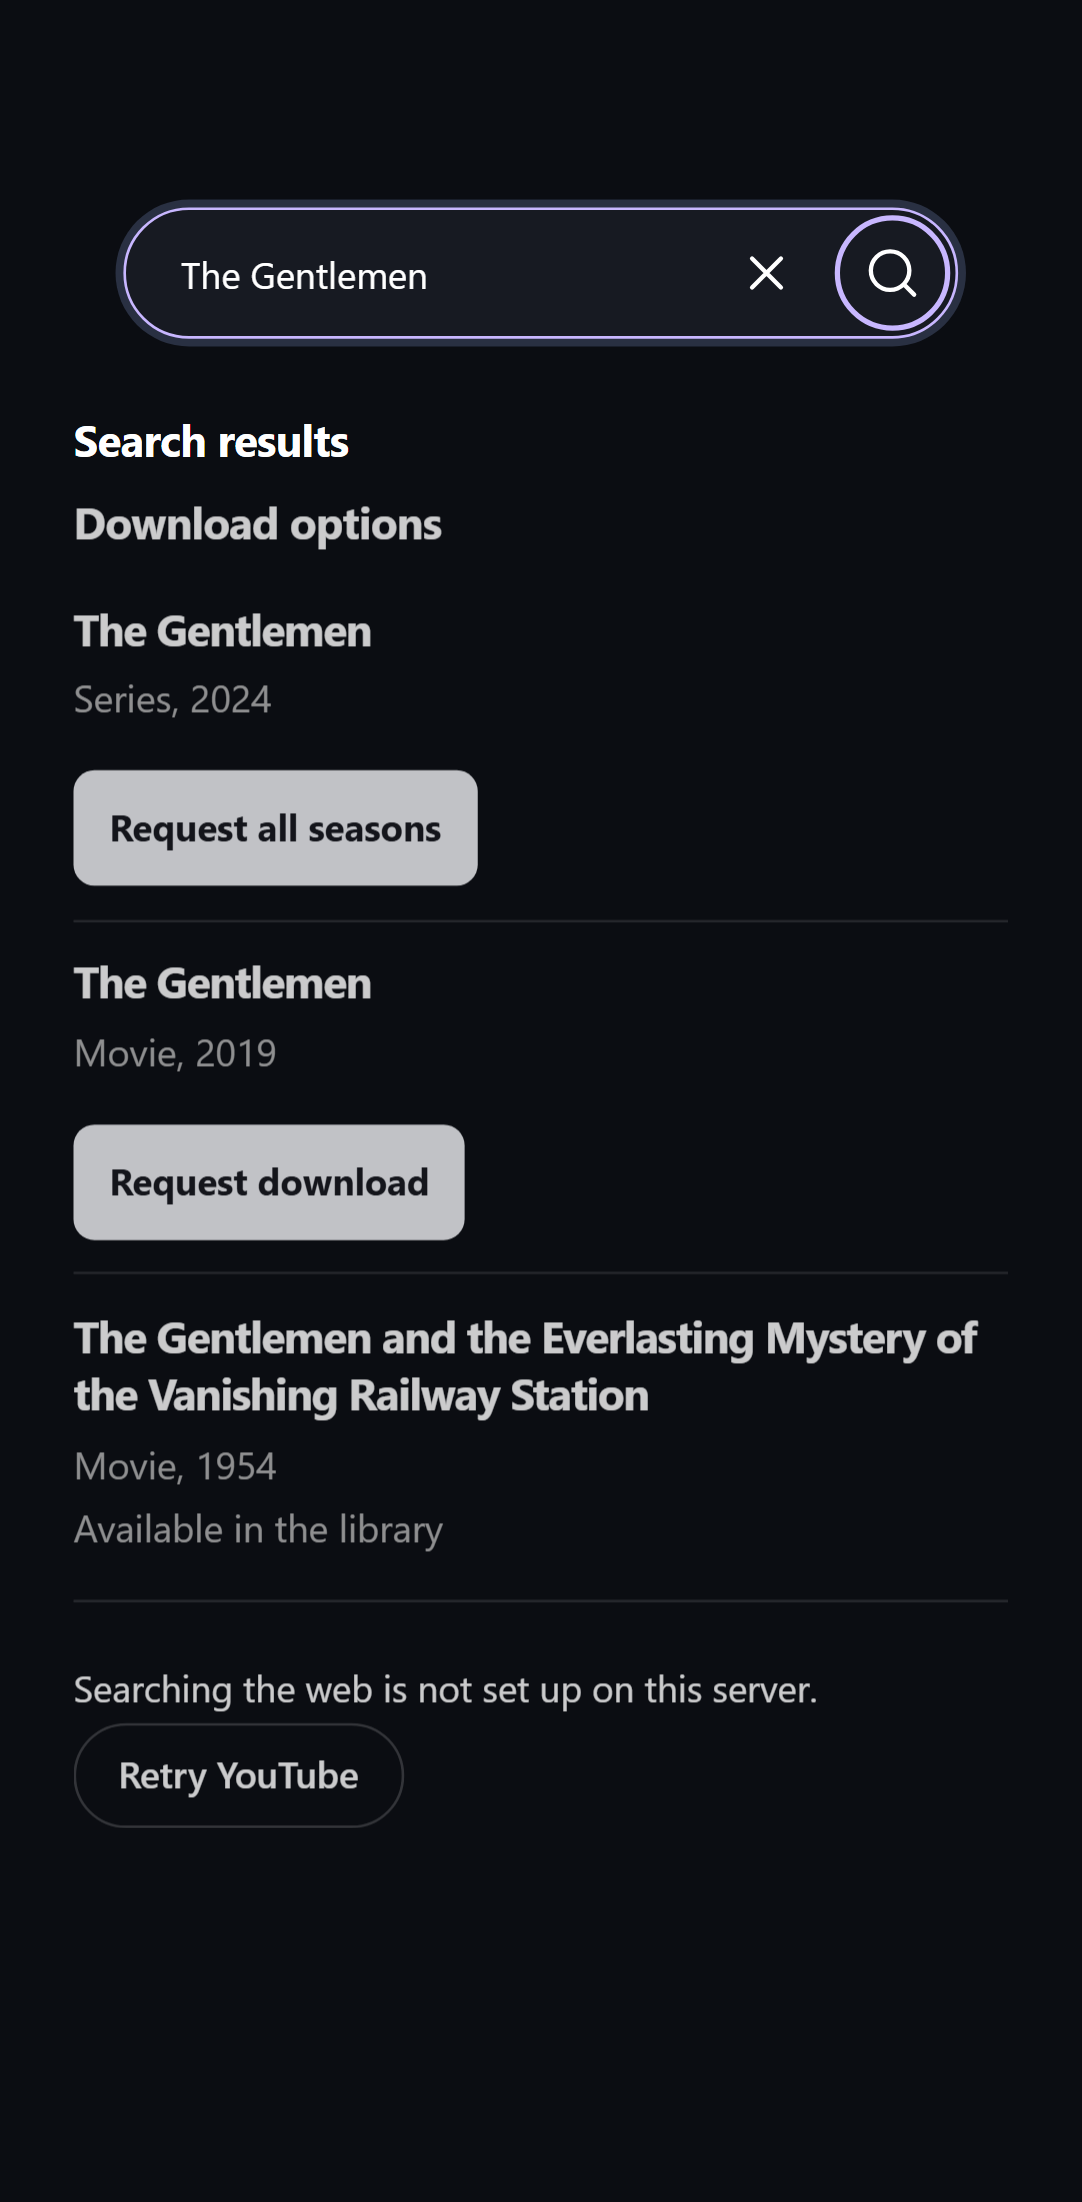 The Gentlemen
Search results
Download options
The Gentlemen
Series, 2024
Request all seasons
The Gentlemen
Movie, 2019
Request download
The Gentlemen and the Everlasting Mystery of
the Vanishing Railway Station
Movie, 1954
Available in the library
Searching the web is not set up on this server.
Retry YouTube